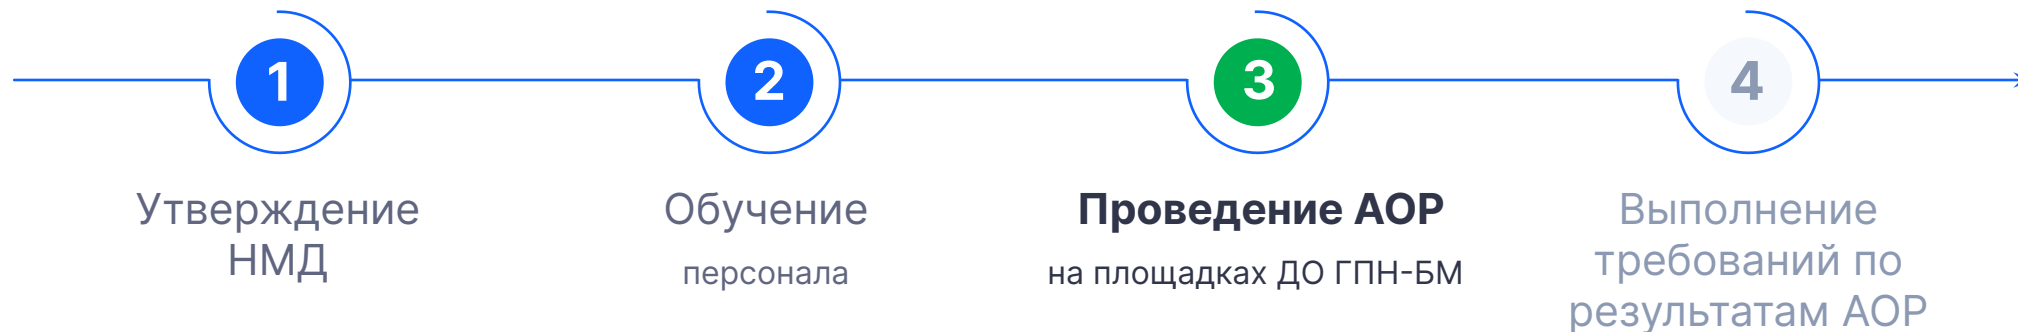 1
2
3
4
Утверждение
НМД
Обучение
персонала
Проведение АОР
на площадках ДО ГПН-БМ
Выполнение
требований по
результатам АОР